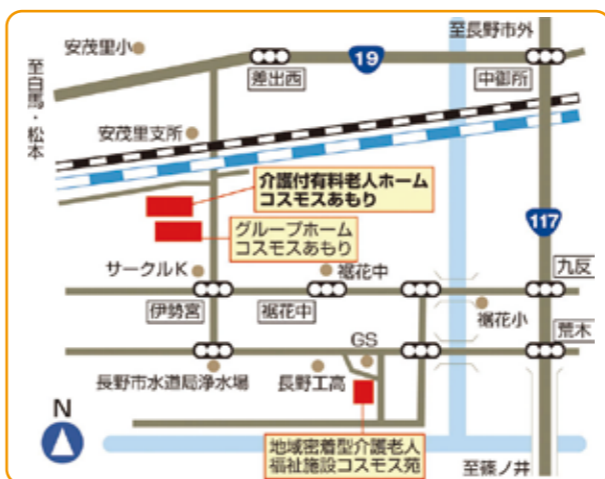 至長野市外
安茂里小
19
差出西
中御所
至白馬・松本
安茂里支所
介護付有料老人ホーム
コスモスあもり
グループホーム
コスモスあもり
117
サークルK
裾花中
九反
伊勢宮
裾花中
裾花小
荒木
GS
長野市水道局浄水場
長野工高
N
地域密着型介護老人
福祉施設コスモス苑
至篠ノ井